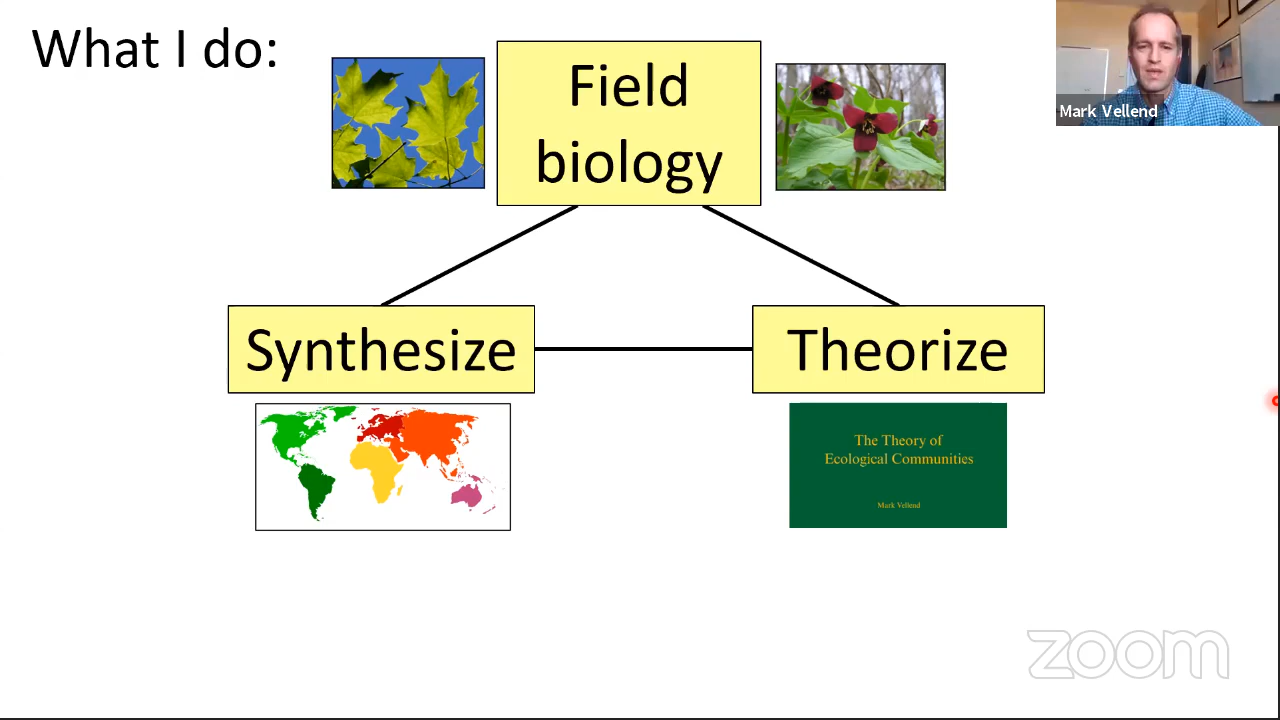 What I do:
Field
biology
Mark Vellend
Synthesize
Theorize
The Theory of
Ecological Communities
Mark Vellend
zoom